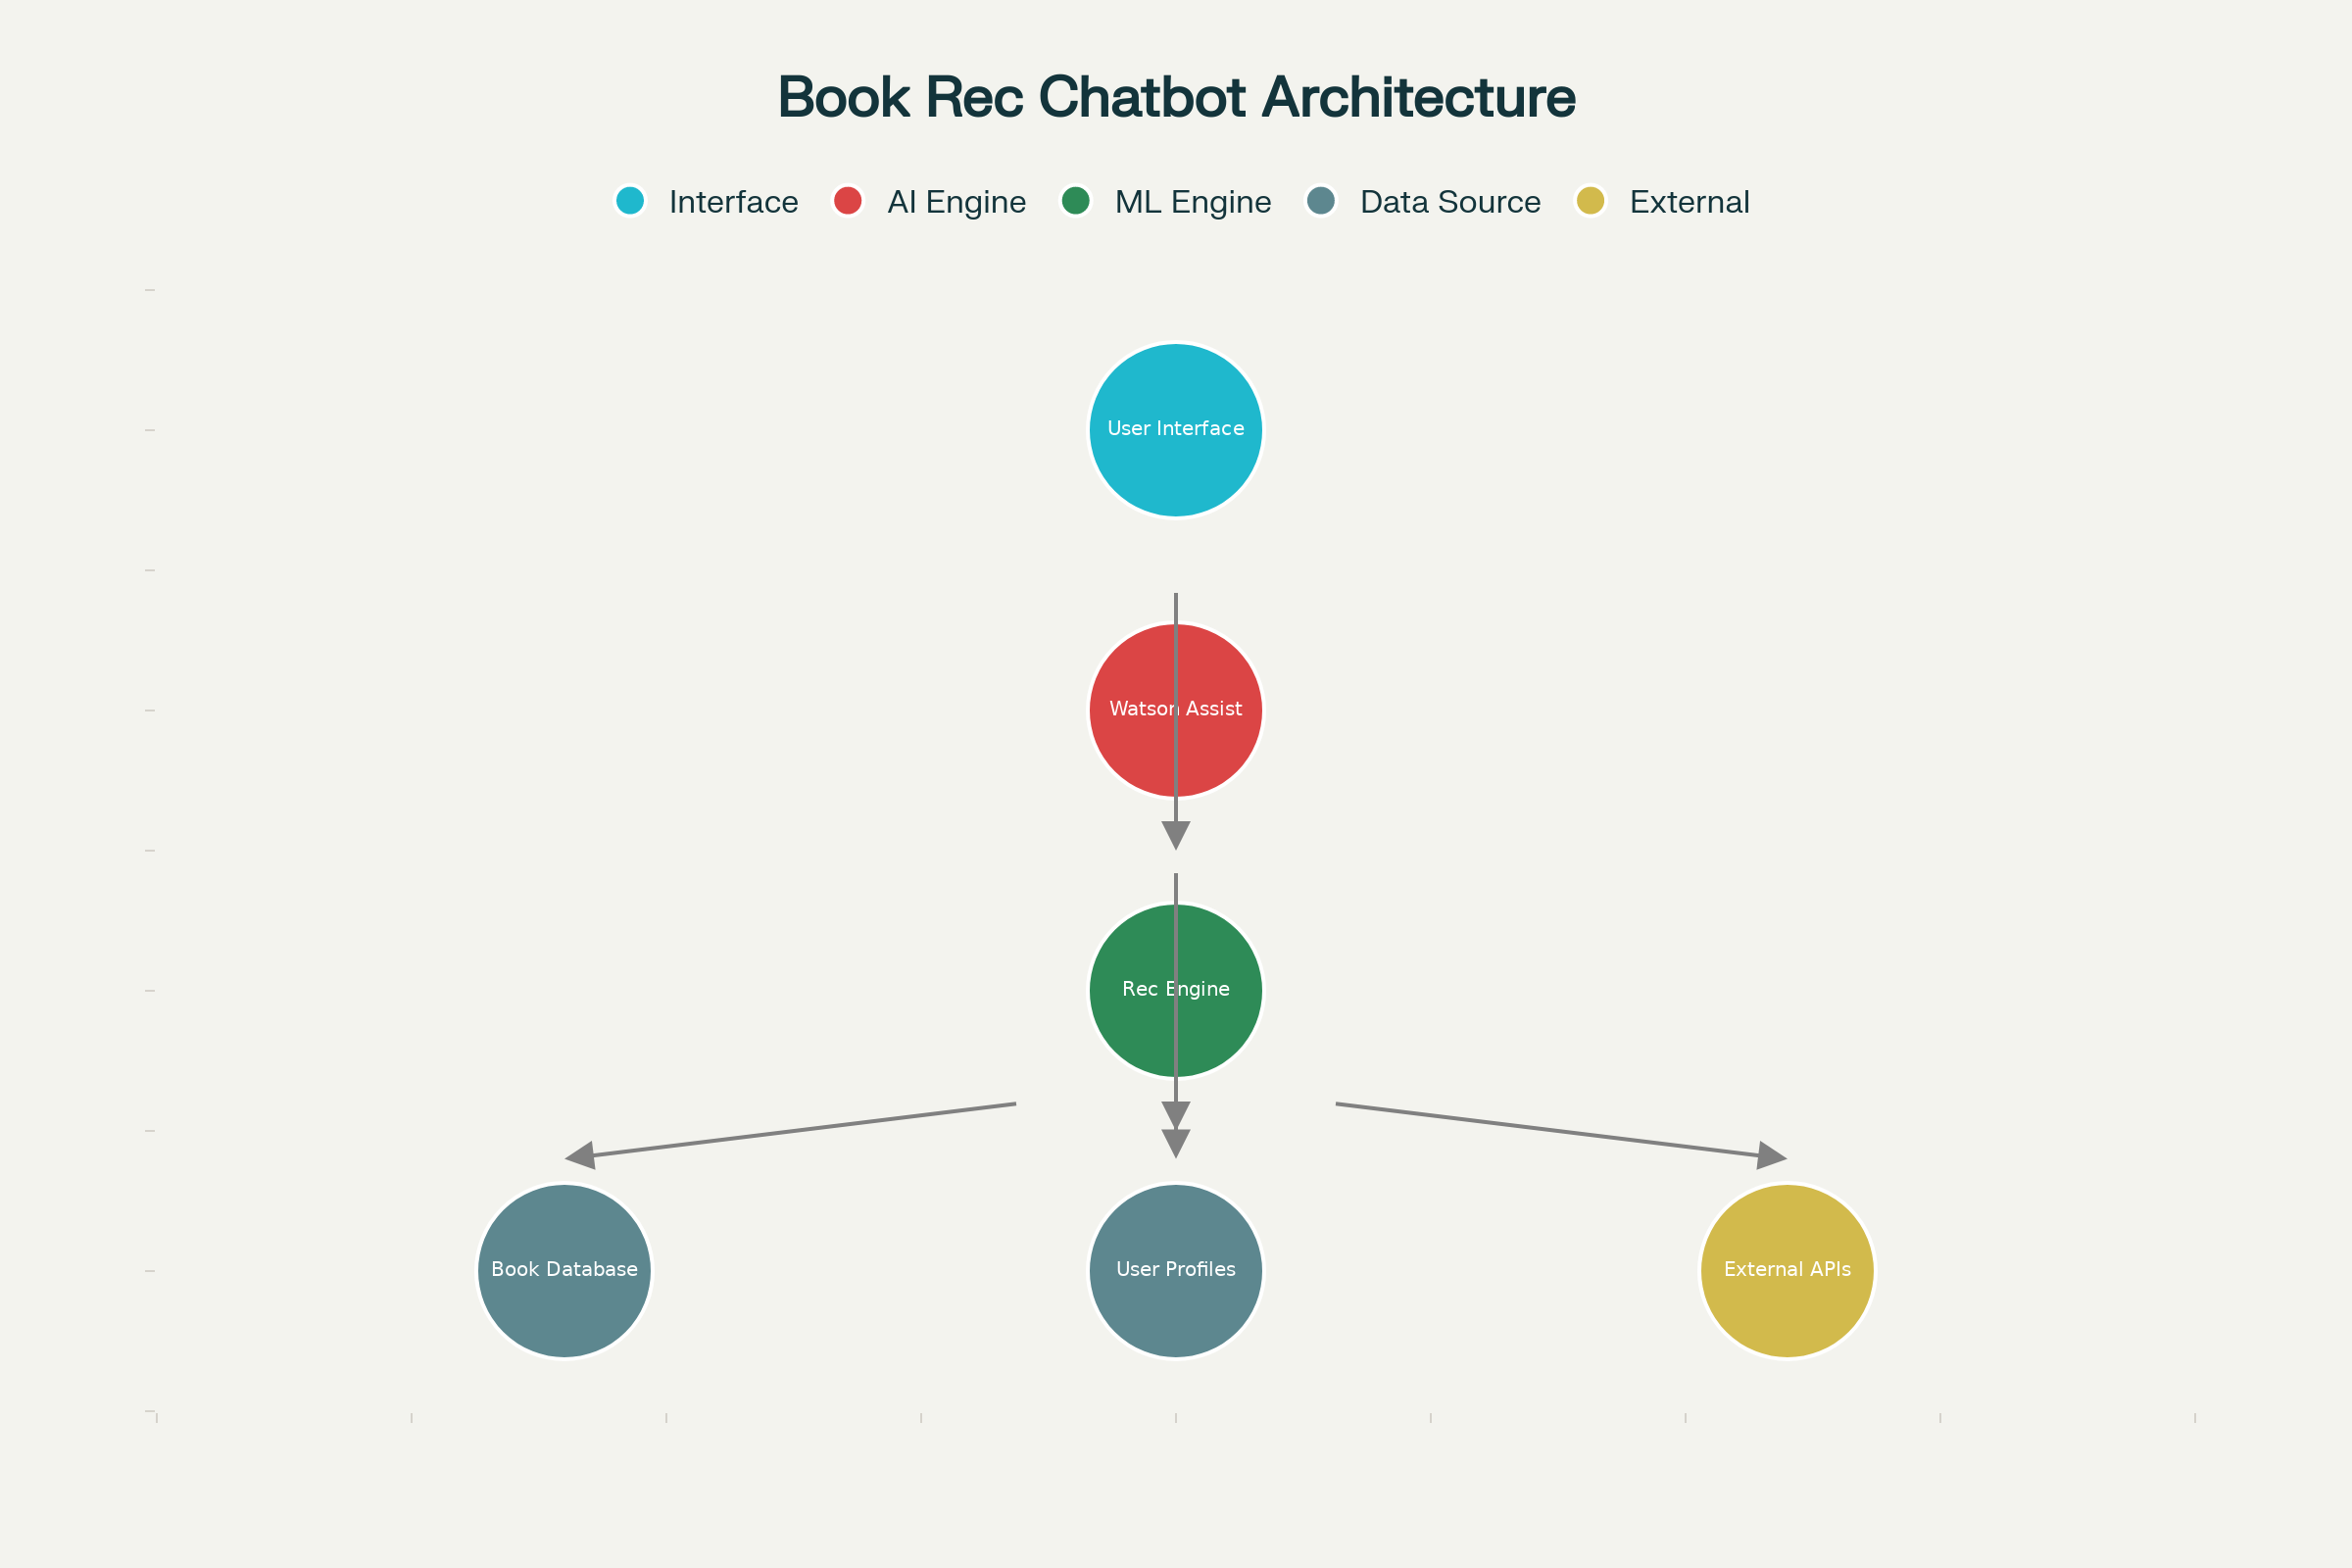 Book Rec Chatbot Architecture
Interface AI Engine ML Engine Data Source External
User Interface
Watson Assist
Rec Engine
Book Database User Profiles External APIs